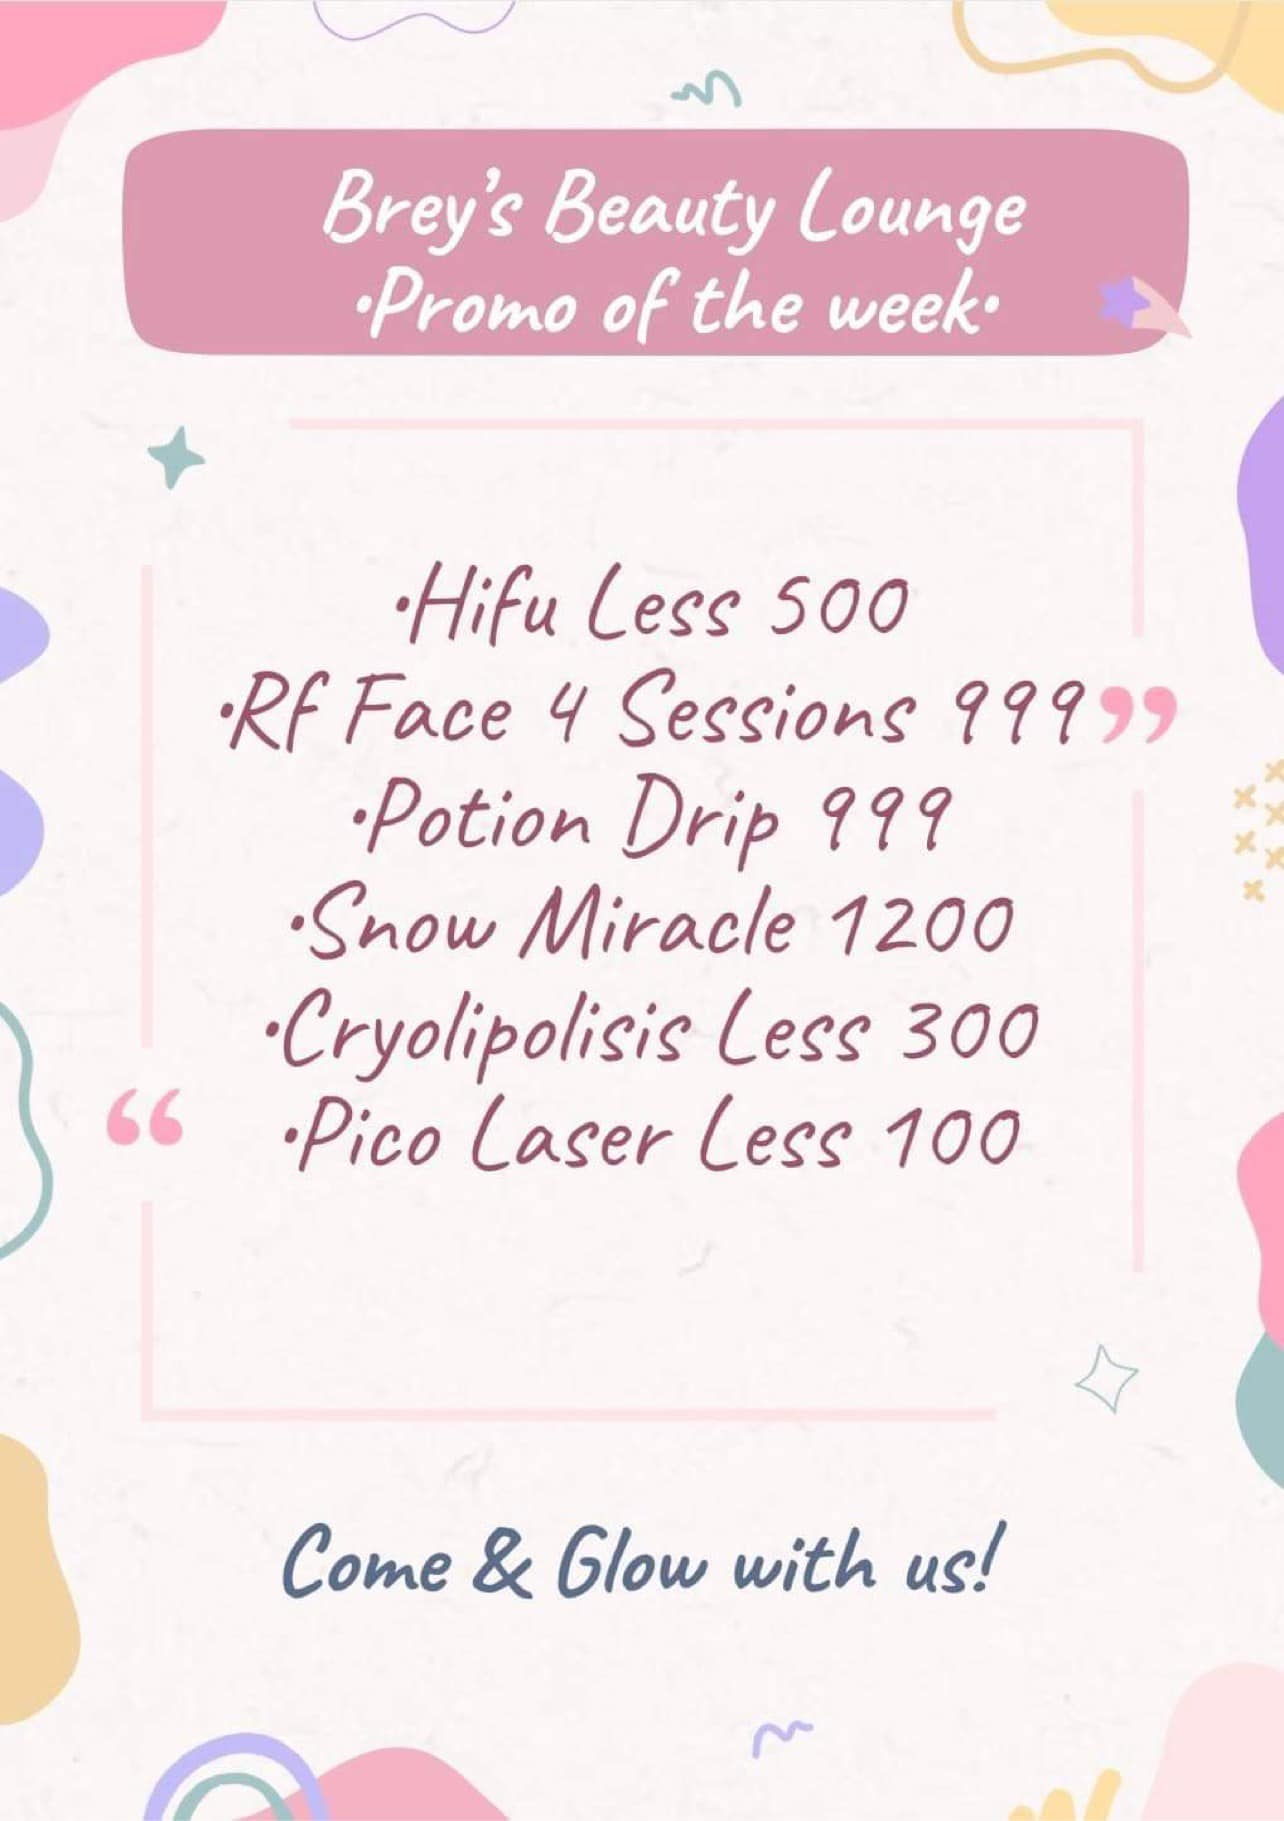 Brey's Beauty Lounge
•Promo of the week•
•Hifu Less 500
•Rf Face 4 Sessions 999
•Potion Drip 999
•Snow Miracle 1200
•Cryolipolisis Less 300
•Pico Laser Less 100
Come & Glow with us!